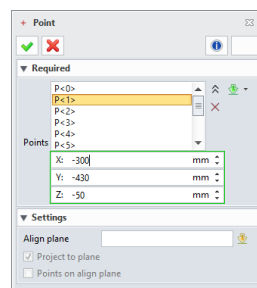 + Point
▼ Required
P<0>
P<1>
P<2>
P<3>
P<4>
Points P<5>
X: -300 mm
Y: -430 mm
Z: -50 mm
▼ Settings
Align plane
Project to plane
Points on align plane